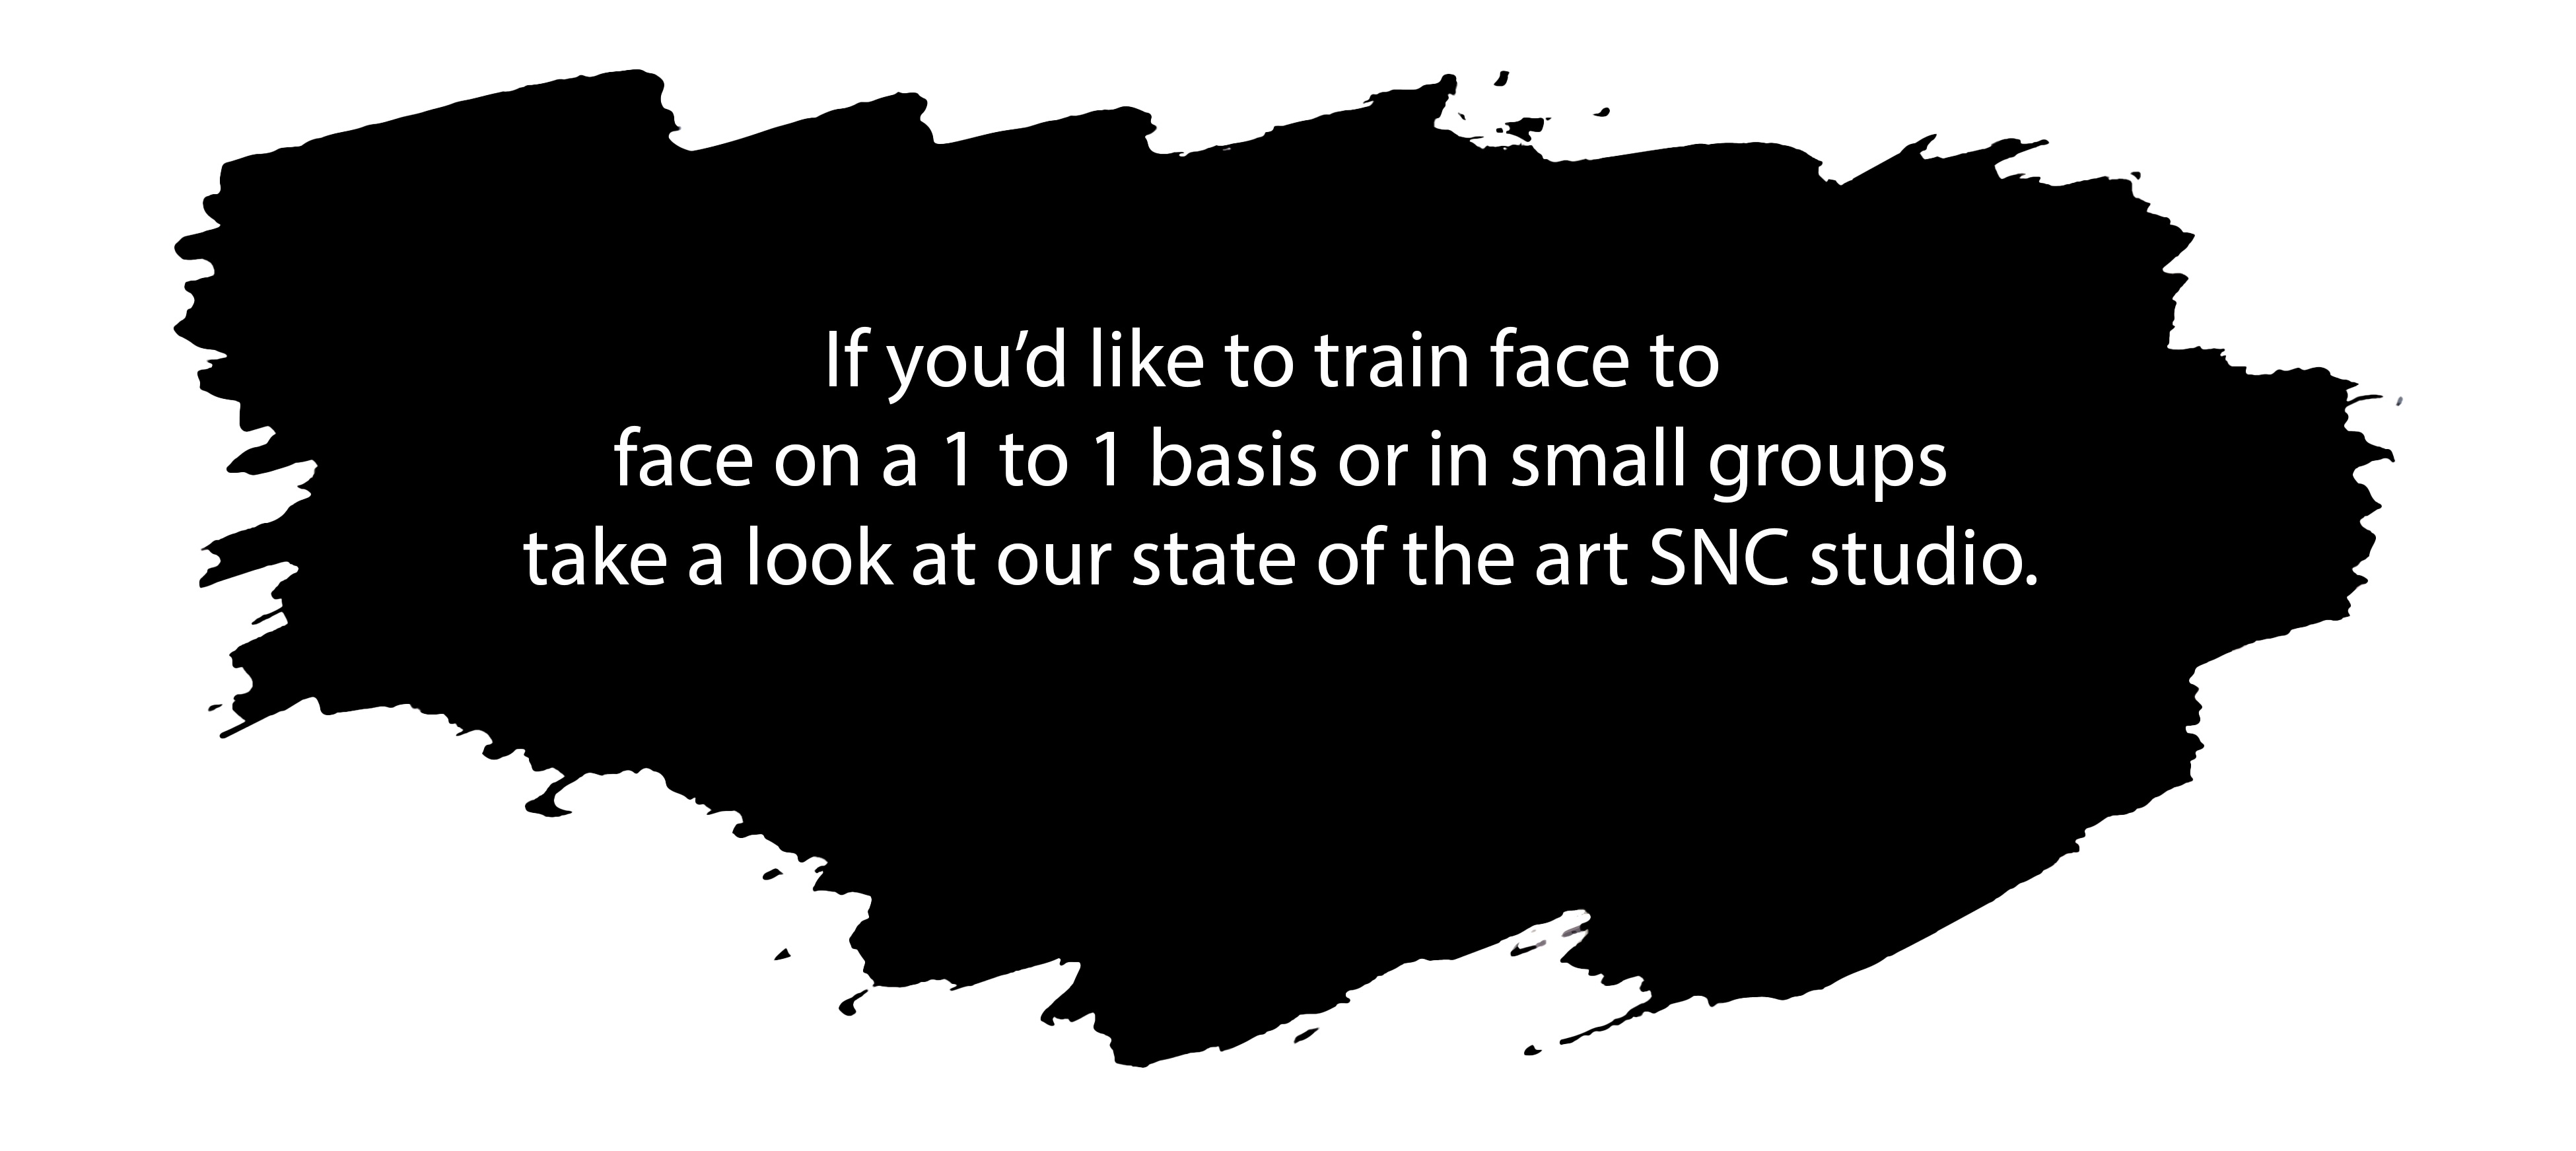 If you’d like to train face to
face on a 1 to 1 basis or in small groups
take a look at our state of the art SNC studio.